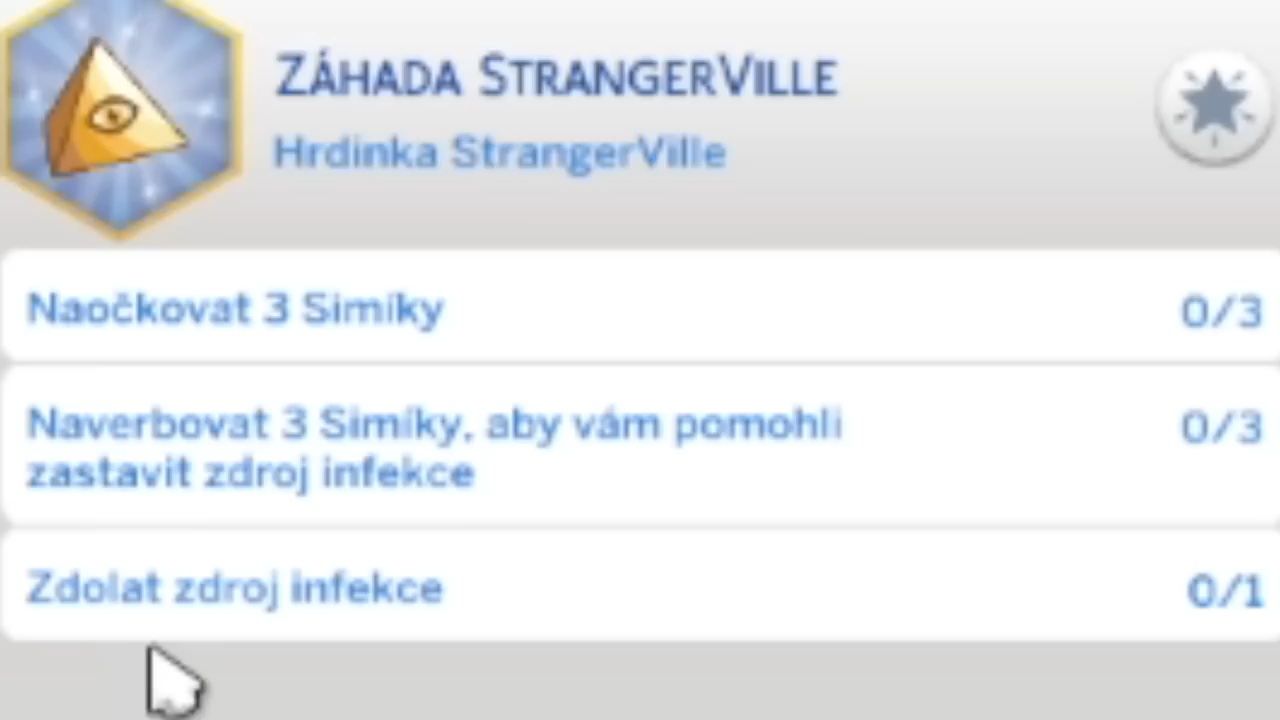 ZÁHADA STRANGERVILLE
Hrdinka StrangerVille
Naočkovat 3 Simíky 0/3
Naverbovat 3 Simíky, aby vám pomohli 0/3
zastavit zdroj infekce
Zdolat zdroj infekce 0/1